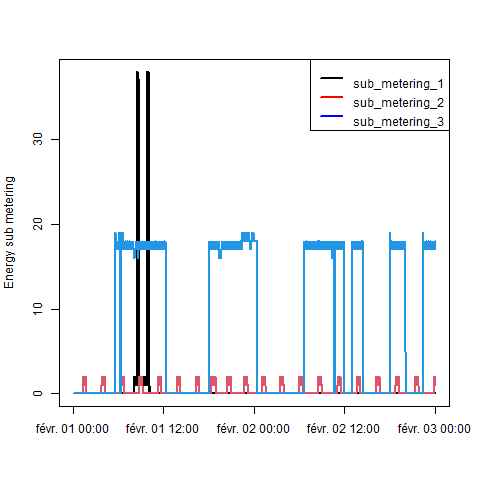 sub_metering_1
sub_metering_2
sub_metering_3
Energy sub metering
30
20
10
0
févr. 01 00:00
févr. 01 12:00
févr. 02 00:00
févr. 02 12:00
févr. 03 00:00